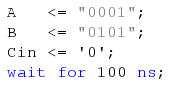 A   <= "0001";
B   <= "0101";
Cin <= '0';
wait for 100 ns;